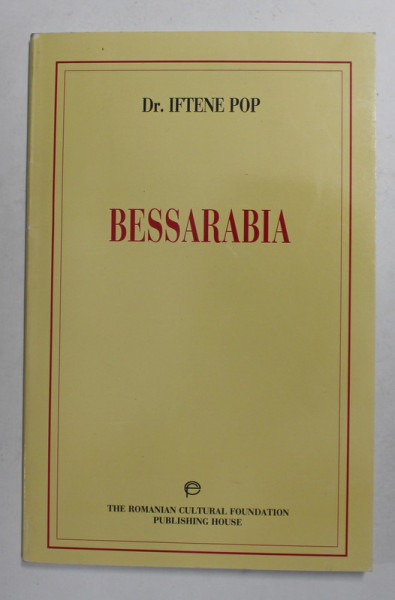 Dr. IFTENE POP
BESSARABIA
THE ROMANIAN CULTURAL FOUNDATION
PUBLISHING HOUSE